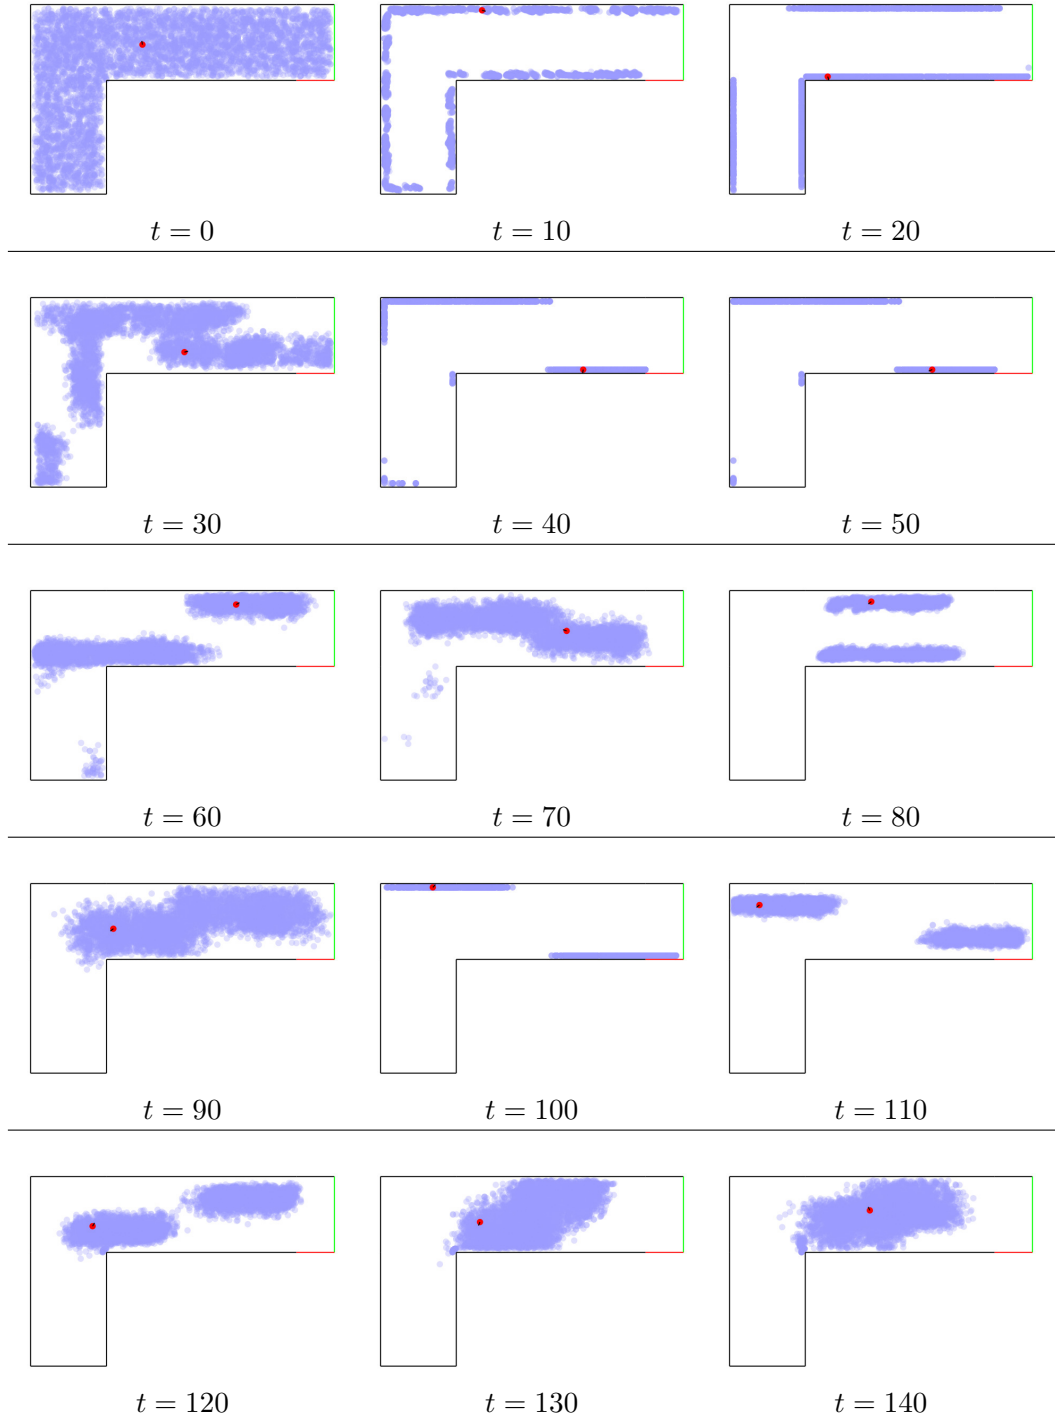 t = 0 t = 10 t = 20
t = 30 t = 40 t = 50
t = 60 t = 70 t = 80
t = 90 t = 100 t = 110
t = 120 t = 130 t = 140